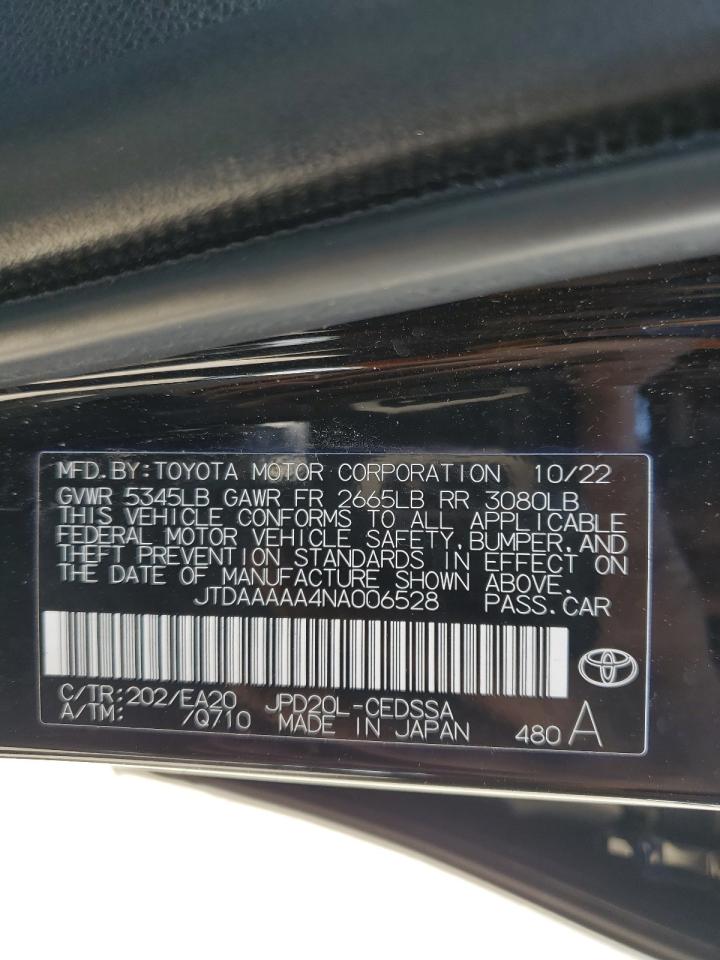 MFD.BY:TOYOTA MOTOR CORPORATION 10/22
GVWR 5345LB GAWR FR 2665LB RR 3080LB
THIS VEHICLE CONFORMS TO ALL APPLICABLE
FEDERAL MOTOR VEHICLE SAFETY,BUMPER,AND
THEFT PREVENTION STANDARDS IN EFFECT ON
THE DATE OF MANUFACTURE SHOWN ABOVE.
JTDAAAAA4NA006528 PASS.CAR
C/TR:202/EA20 JPD20L-CEDSSA
A/TM: /Q710 MADE IN JAPAN 480 A